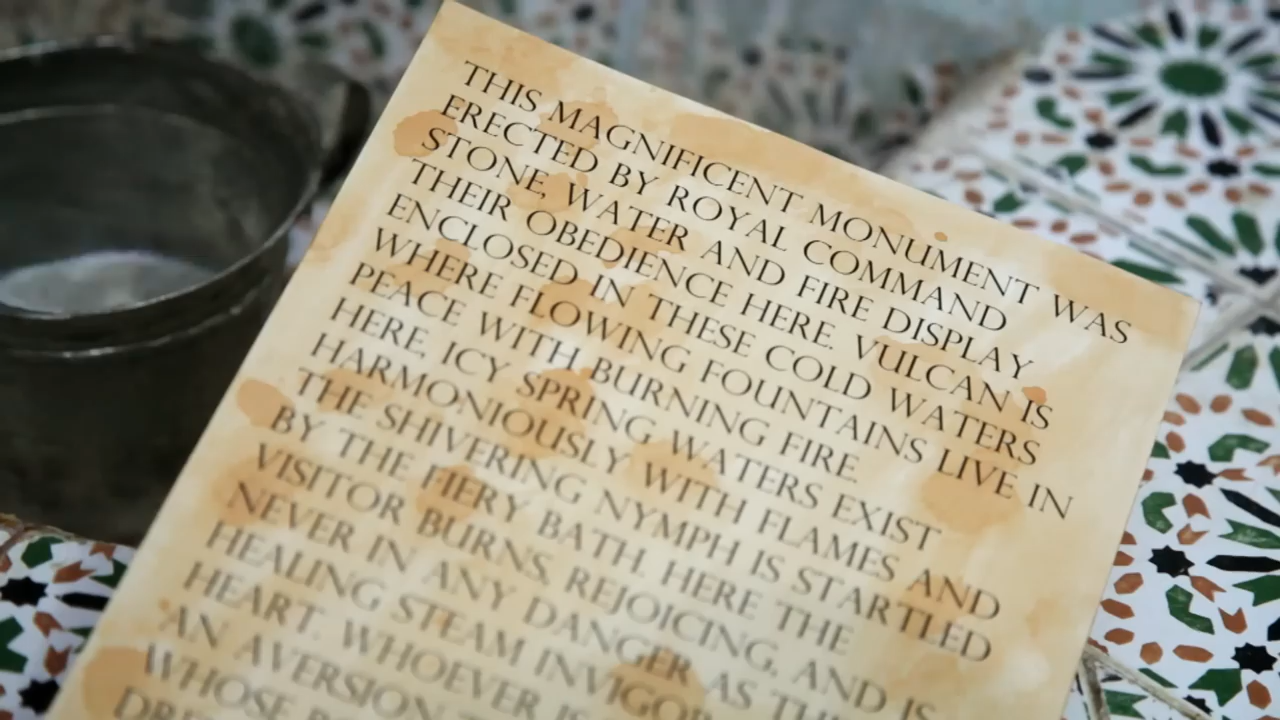 THIS MAGNIFICENT MONUMENT WAS
ERECTED BY ROYAL COMMAND
STONE, WATER AND FIRE DISPLAY
THEIR OBEDIENCE HERE. VULCAN IS
ENCLOSED IN THESE COLD WATERS
WHERE FLOWING FOUNTAINS LIVE IN
PEACE WITH BURNING FIRE.
HERE, ICY SPRING WATERS EXIST
HARMONIOUSLY WITH FLAMES AND
THE SHIVERING NYMPH IS STARTLED
BY THE FIERY BATH. HERE THE
VISITOR BURNS, REJOICING, AND IS
NEVER IN ANY DANGER AS THE
HEALING STEAM
HEART. WHOEVER
AN AVERSION
WHOSE